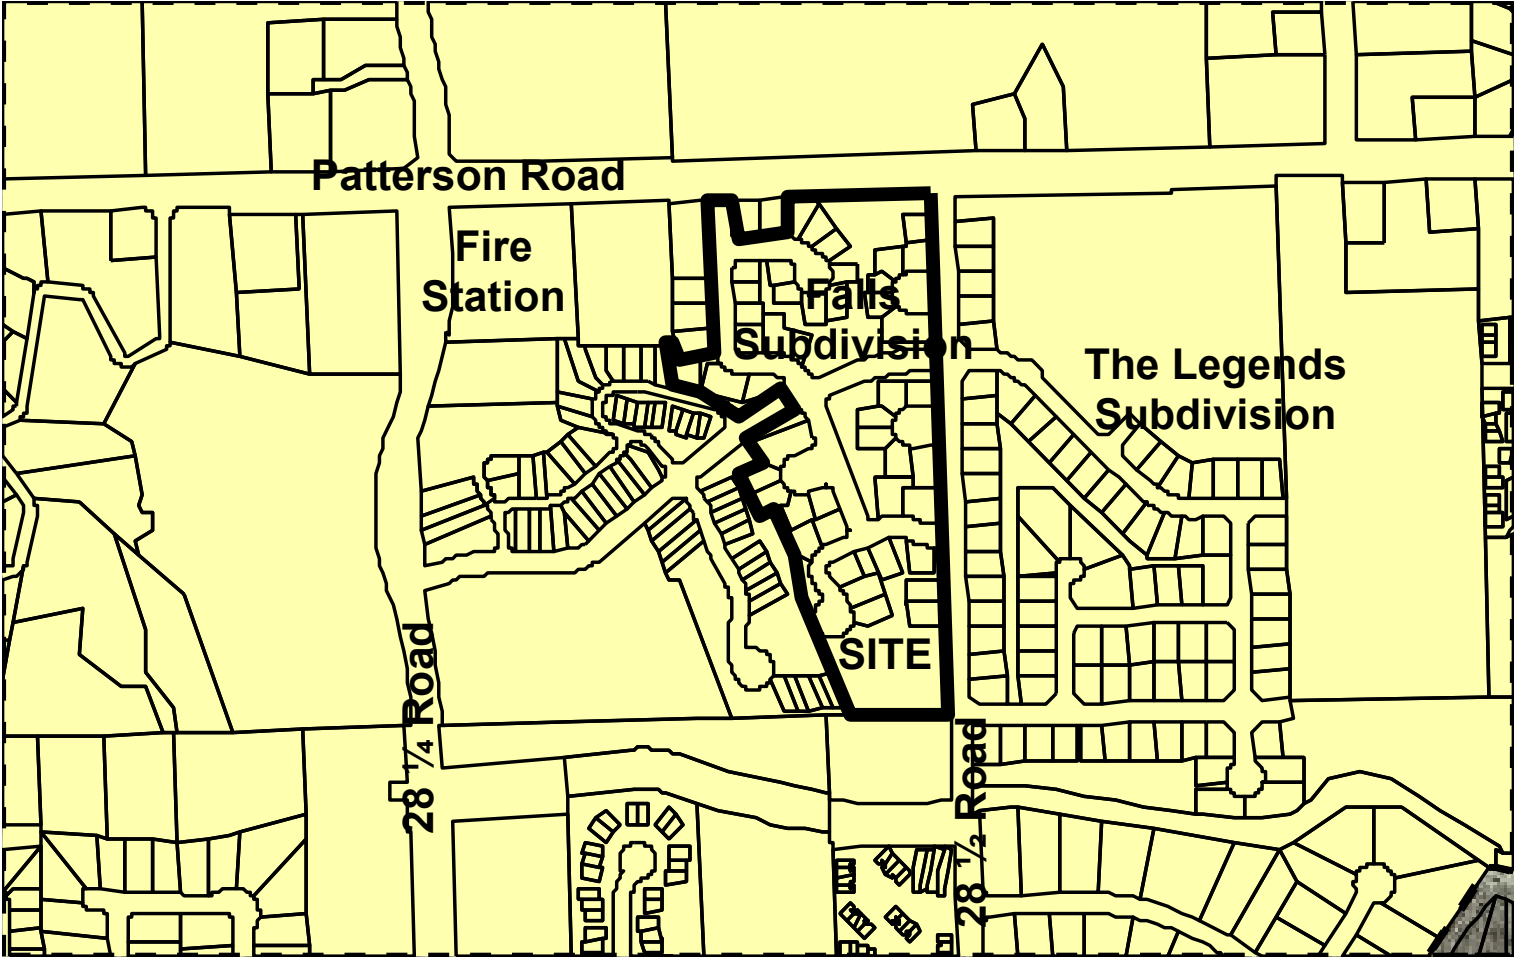 Patterson Road
Fire
Station
Falls
Subdivision
The Legends
Subdivision
SITE
28 ¼ Road
28 ½ Road